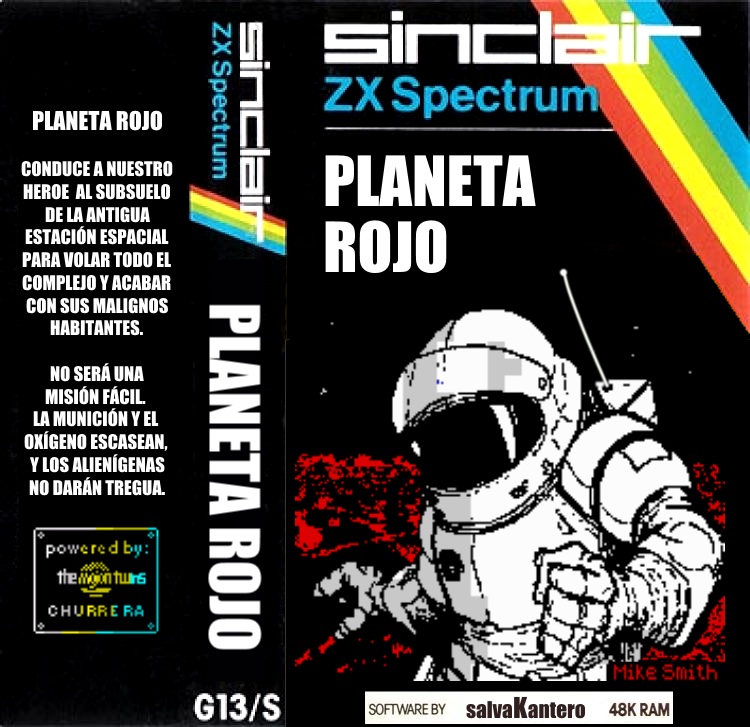 PLANETA ROJO
CONDUCE A NUESTRO
HEROE AL SUBSUELO
DE LA ANTIGUA
ESTACIÓN ESPACIAL
PARA VOLAR TODO EL
COMPLEJO Y ACABAR
CON SUS MALIGNOS
HABITANTES.
NO SERÁ UNA
MISIÓN FÁCIL.
LA MUNICIÓN Y EL
OXÍGENO ESCASEAN,
Y LOS ALIENÍGENAS
NO DARÁN TREGUA.
powered by:
the mojon twins
CHURRERA
sinclair
ZX Spectrum
PLANETA ROJO
G13/S
sinclair
ZX Spectrum
PLANETA
ROJO
Mike Smith
SOFTWARE BY salvaKantero 48K RAM